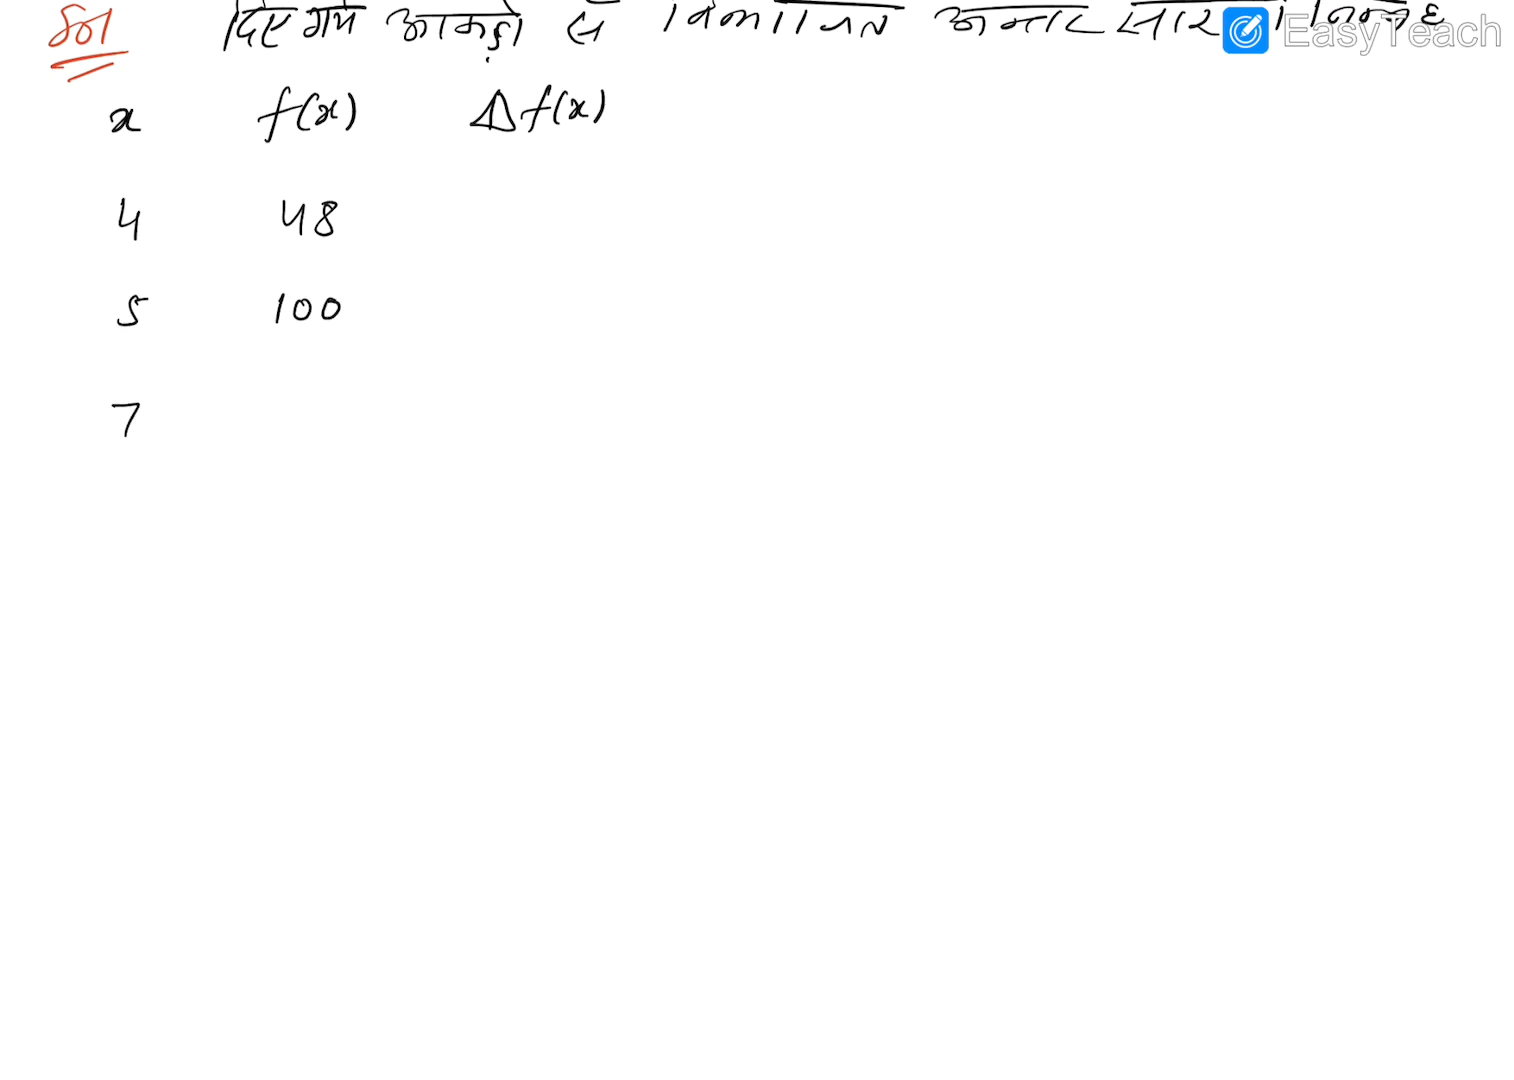 हल दिए गये आकड़ो से विभाजित अन्तर सारणी निम्न है
EasyTeach
x f(x) Δf(x)
4 48
5 100
7